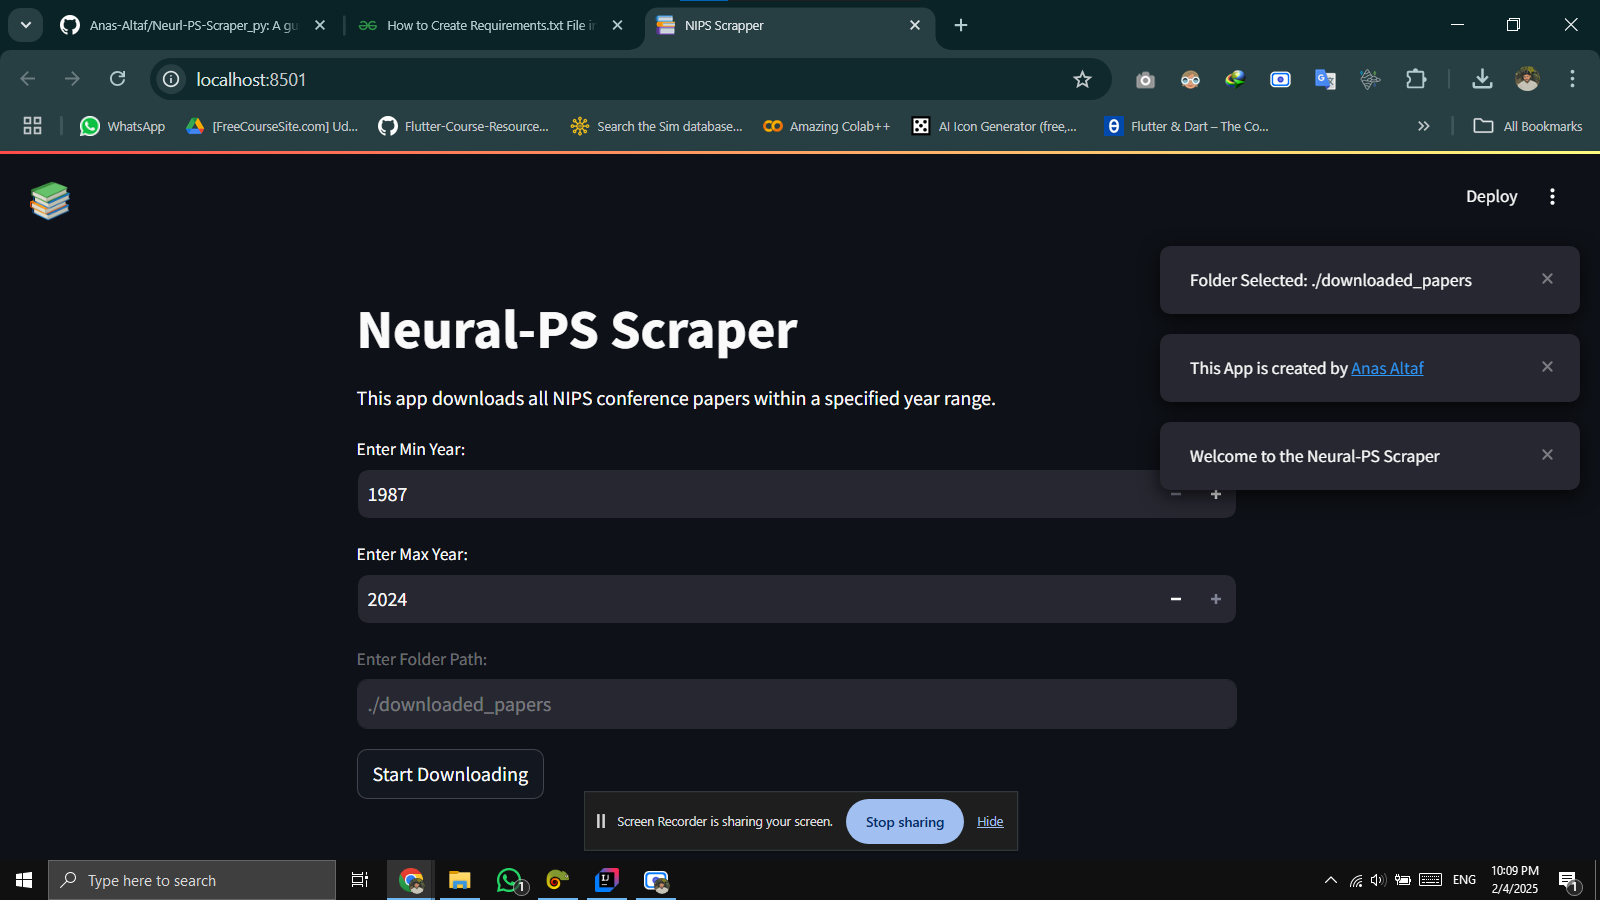 Anas-Altaf/Neurl-PS-Scraper_py: A gu
How to Create Requirements.txt File in
NIPS Scrapper
localhost:8501
WhatsApp
[FreeCourseSite.com] Ud...
Flutter-Course-Resource...
Search the Sim database...
Amazing Colab++
AI Icon Generator (free,...
Flutter & Dart – The Co...
All Bookmarks
Deploy
Folder Selected: ./downloaded_papers
This App is created by Anas Altaf
Welcome to the Neural-PS Scraper
Neural-PS Scraper
This app downloads all NIPS conference papers within a specified year range.
Enter Min Year:
1987
Enter Max Year:
2024
Enter Folder Path:
./downloaded_papers
Start Downloading
Screen Recorder is sharing your screen.
Stop sharing
Hide
Type here to search
1
ENG
10:09 PM
2/4/2025
1